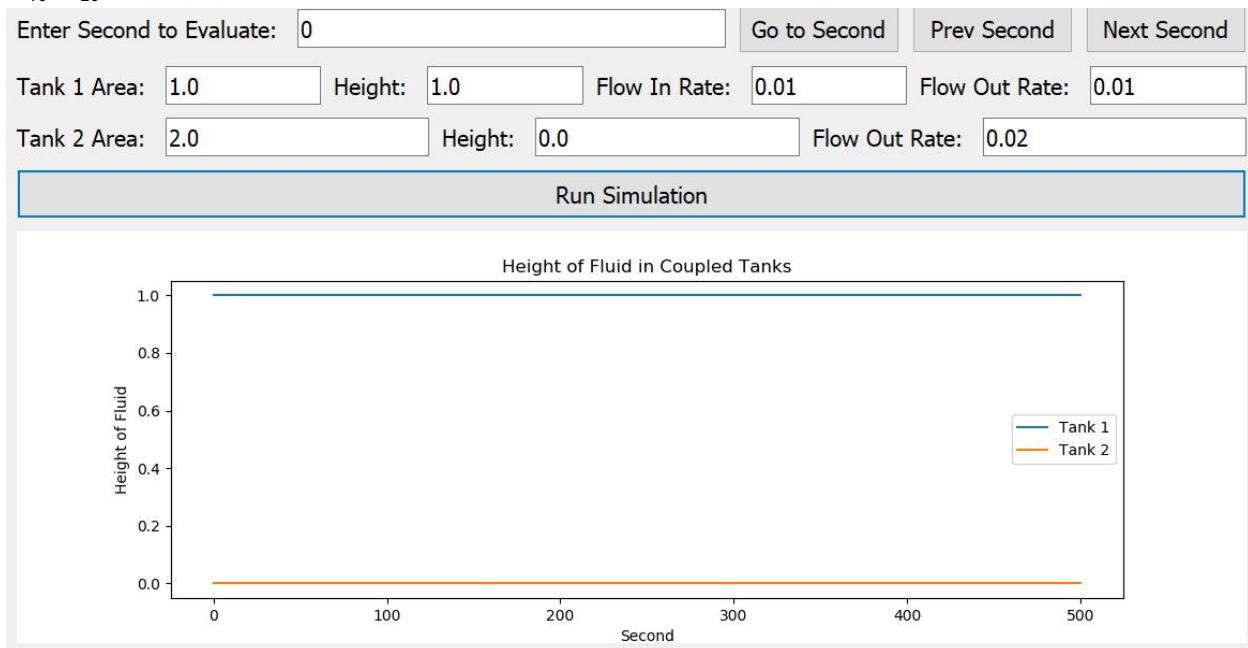 Enter Second to Evaluate: 0 Go to Second Prev Second Next Second
Tank 1 Area: 1.0 Height: 1.0 Flow In Rate: 0.01 Flow Out Rate: 0.01
Tank 2 Area: 2.0 Height: 0.0 Flow Out Rate: 0.02
Run Simulation
Height of Fluid in Coupled Tanks
1.0
0.8
0.6
0.4
0.2
0.0
Height of Fluid
Tank 1
Tank 2
0 100 200 300 400 500
Second